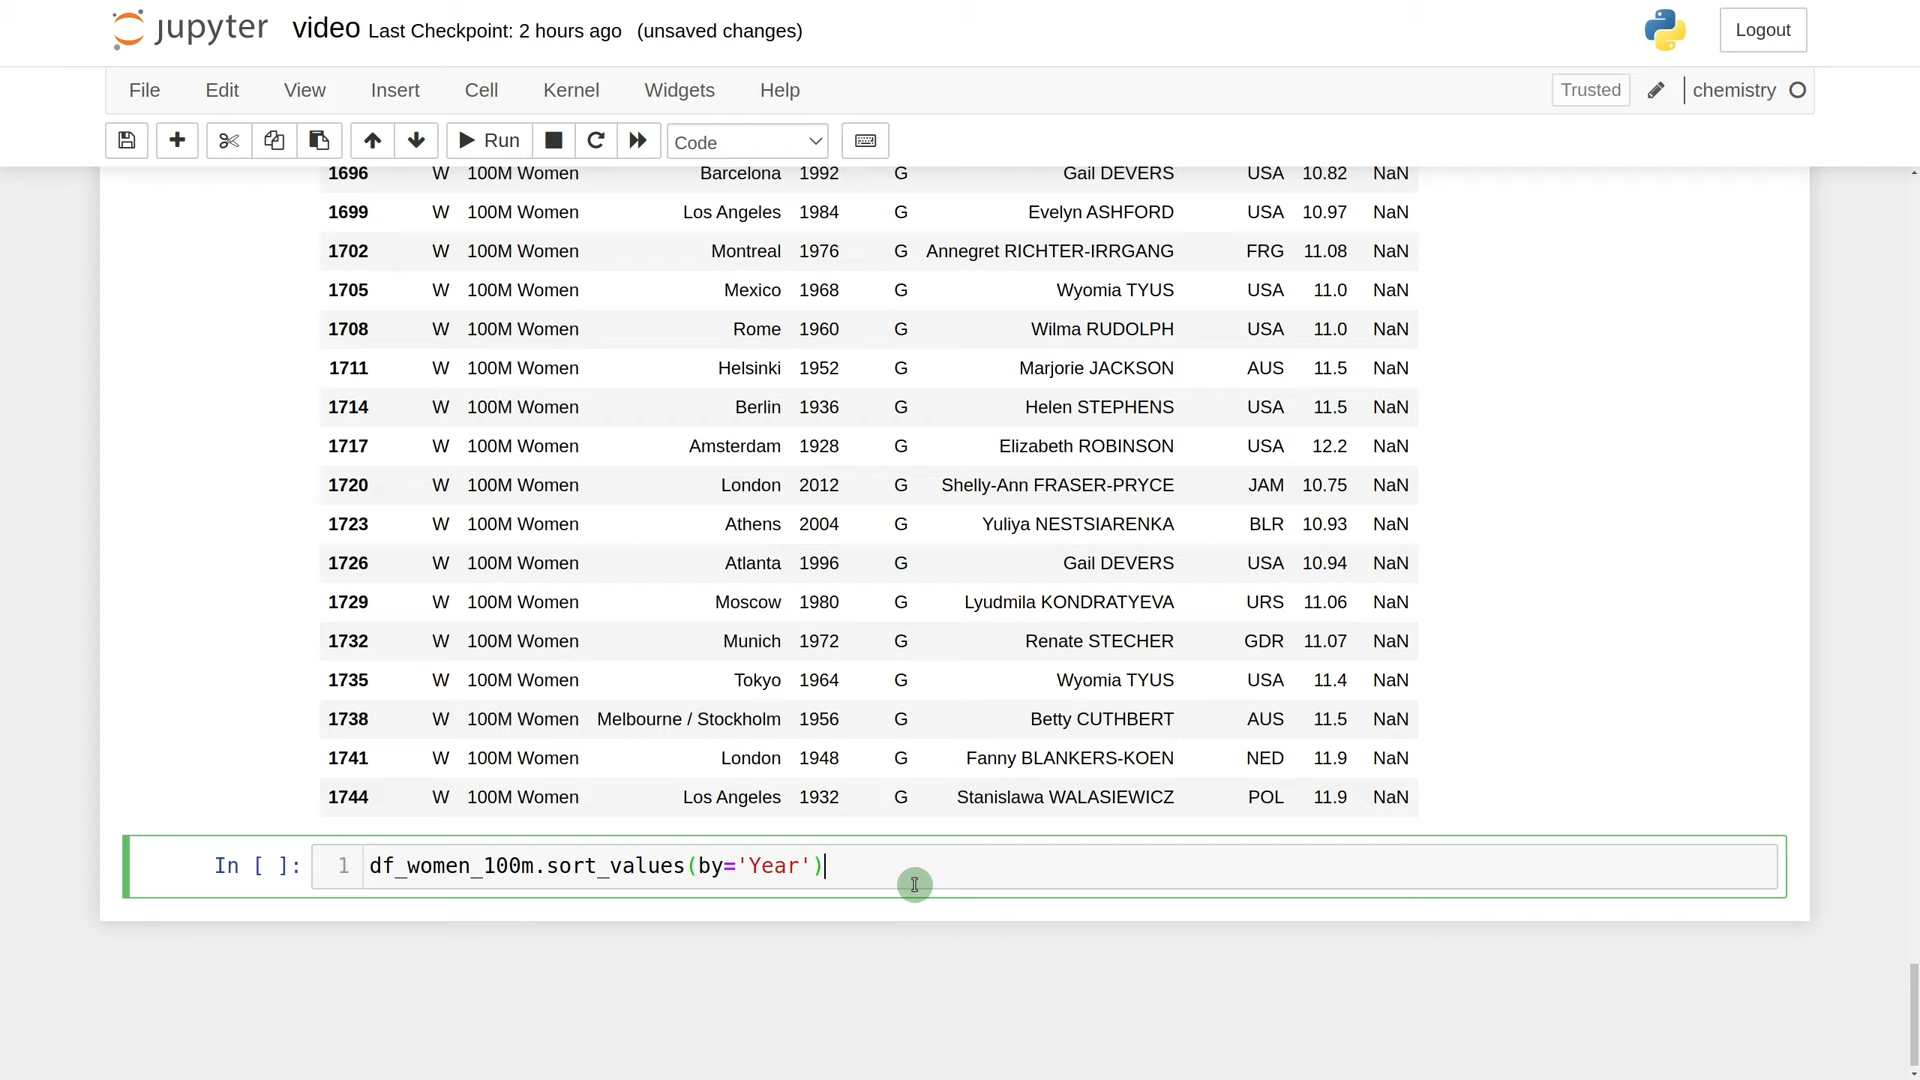 jupyter video Last Checkpoint: 2 hours ago (unsaved changes) Logout
File Edit View Insert Cell Kernel Widgets Help Trusted chemistry
Run Code
1696 W 100M Women Barcelona 1992 G Gail DEVERS USA 10.82 NaN
1699 W 100M Women Los Angeles 1984 G Evelyn ASHFORD USA 10.97 NaN
1702 W 100M Women Montreal 1976 G Annegret RICHTER-IRRGANG FRG 11.08 NaN
1705 W 100M Women Mexico 1968 G Wyomia TYUS USA 11.0 NaN
1708 W 100M Women Rome 1960 G Wilma RUDOLPH USA 11.0 NaN
1711 W 100M Women Helsinki 1952 G Marjorie JACKSON AUS 11.5 NaN
1714 W 100M Women Berlin 1936 G Helen STEPHENS USA 11.5 NaN
1717 W 100M Women Amsterdam 1928 G Elizabeth ROBINSON USA 12.2 NaN
1720 W 100M Women London 2012 G Shelly-Ann FRASER-PRYCE JAM 10.75 NaN
1723 W 100M Women Athens 2004 G Yuliya NESTSIARENKA BLR 10.93 NaN
1726 W 100M Women Atlanta 1996 G Gail DEVERS USA 10.94 NaN
1729 W 100M Women Moscow 1980 G Lyudmila KONDRATYEVA URS 11.06 NaN
1732 W 100M Women Munich 1972 G Renate STECHER GDR 11.07 NaN
1735 W 100M Women Tokyo 1964 G Wyomia TYUS USA 11.4 NaN
1738 W 100M Women Melbourne / Stockholm 1956 G Betty CUTHBERT AUS 11.5 NaN
1741 W 100M Women London 1948 G Fanny BLANKERS-KOEN NED 11.9 NaN
1744 W 100M Women Los Angeles 1932 G Stanislawa WALASIEWICZ POL 11.9 NaN
In [ ]: 1 df_women_100m.sort_values(by='Year')